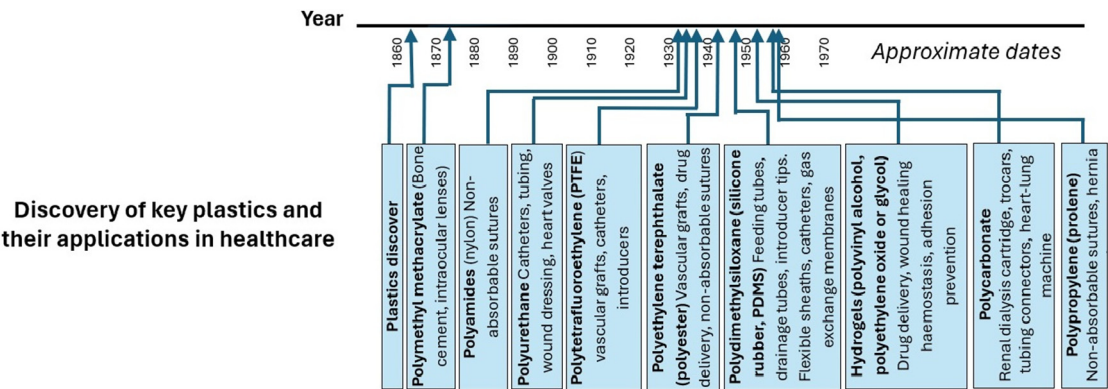 Year
1860
1870
1880
1890
1900
1910
1920
1930
1940
1950
1960
1970
Approximate dates
Discovery of key plastics and
their applications in healthcare
Plastics discover
Polymethyl methacrylate (Bone
cement, intraocular lenses)
Polyamides (nylon) Non-
absorbable sutures
Polyurethane Catheters, tubing,
wound dressing, heart valves
Polytetrafluroethylene (PTFE)
vascular grafts, catheters,
introducers
Polyethylene terephthalate
(polyester) Vascular grafts, drug
delivery, non-absorbable sutures
Polydimethylsiloxane (silicone
rubber, PDMS) Feeding tubes,
drainage tubes, introducer tips.
Flexible sheaths, catheters, gas
exchange membranes
Hydrogels (polyvinyl alcohol,
polyethylene oxide or glycol)
Drug delivery, wound healing
haemostasis, adhesion
prevention
Polycarbonate
Renal dialysis cartridge, trocars,
tubing connectors, heart-lung
machine
Polypropylene (prolene)
Non-absorbable sutures, hernia